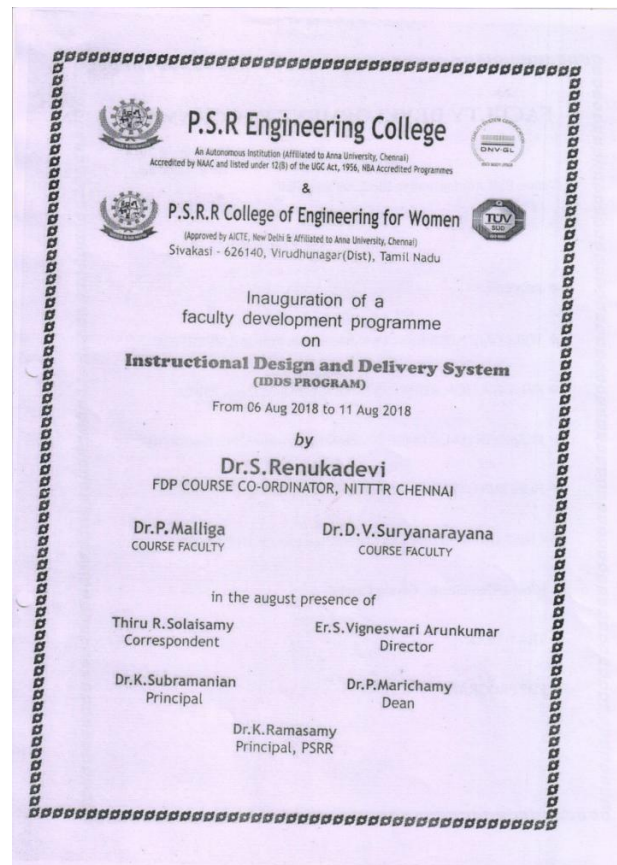 P.S.R Engineering College
An Autonomous Institution (Affiliated to Anna University, Chennai)
Accredited by NAAC and listed under 12(B) of the UGC Act, 1956, NBA Accredited Programmes
DNV·GL
&
P.S.R.R College of Engineering for Women
(Approved by AICTE, New Delhi & Affiliated to Anna University, Chennai)
Sivakasi - 626140, Virudhunagar(Dist), Tamil Nadu
TUV
SUD
Inauguration of a
faculty development programme
on
Instructional Design and Delivery System
(IDDS PROGRAM)
From 06 Aug 2018 to 11 Aug 2018
by
Dr.S.Renukadevi
FDP COURSE CO-ORDINATOR, NITTTR CHENNAI
Dr.P.Malliga Dr.D.V.Suryanarayana
COURSE FACULTY COURSE FACULTY
in the august presence of
Thiru R.Solaisamy Er.S.Vigneswari Arunkumar
Correspondent Director
Dr.K.Subramanian Dr.P.Marichamy
Principal Dean
Dr.K.Ramasamy
Principal, PSRR